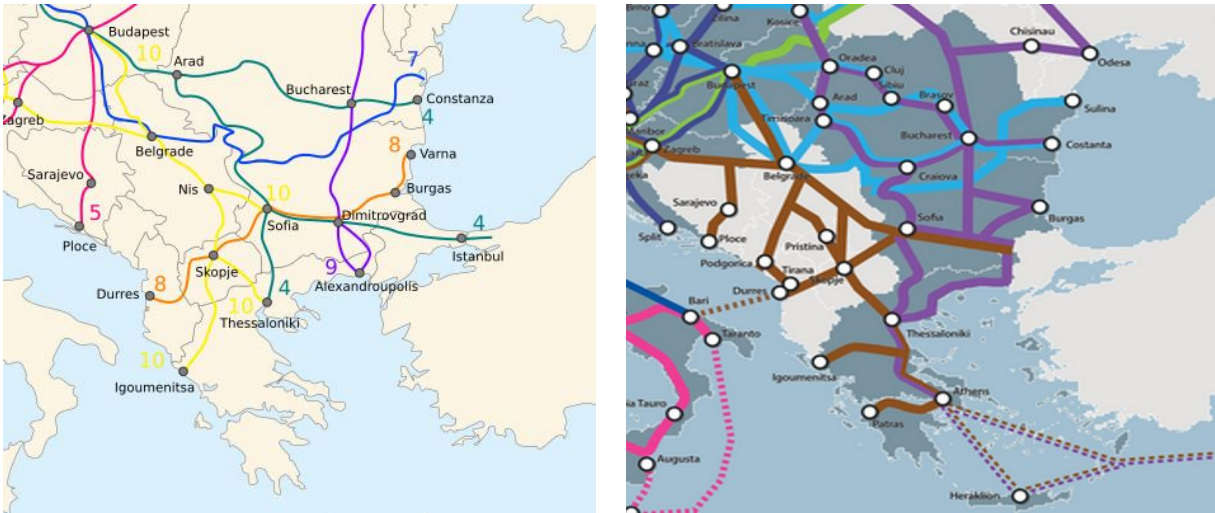 Budapest
10
Arad
7
Bucharest
Constanza
4
Zagreb
Belgrade
8
Varna
Sarajevo
Nis
10
Burgas
5
Sofia
Dimitrovgrad
4
Ploce
Istanbul
Skopje
9
Alexandroupolis
Durres
8
10
4
Thessaloniki
10
Igoumenitsa
Brno
Zilina
Kosice
Chisinau
Bratislava
Oradea
Cluj
Odesa
Budapest
Sibiu
Arad
Brasov
Sulina
Timisoara
Maribor
Bucharest
Zagreb
Costanta
Belgrade
Craiova
Sarajevo
Sofia
Burgas
Split
Ploce
Pristina
Podgorica
Tirana
Skopje
Durres
Bari
Taranto
Thessaloniki
Igoumenitsa
Athens
ia Tauro
Patras
Augusta
Heraklion